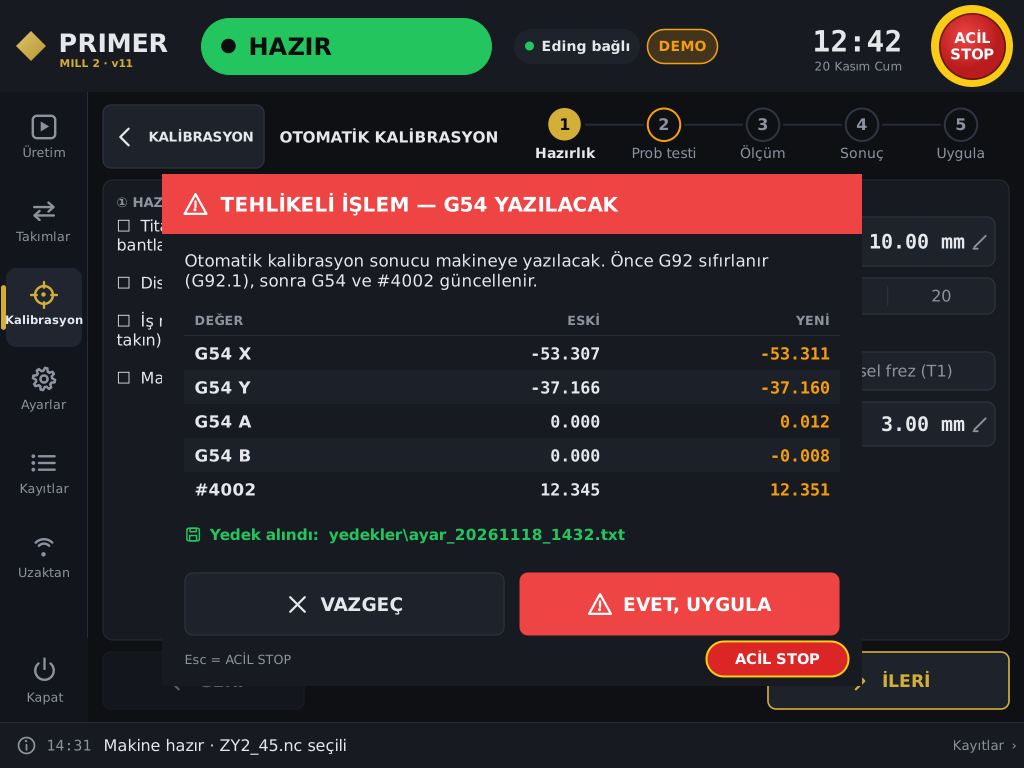 PRIMER
MILL 2 · v11
HAZIR
Eding bağlı
DEMO
12:42
20 Kasım Cum
ACİL
STOP
Üretim
Takımlar
Kalibrasyon
Ayarlar
Kayıtlar
Uzaktan
Kapat
KALİBRASYON
OTOMATİK KALİBRASYON
1
Hazırlık
2
Prob testi
3
Ölçüm
4
Sonuç
5
Uygula
① HAZ
☐ Tita
bantla
☐ Dis
☐ İş
takın)
☐ Ma
10.00 mm
20
sel frez (T1)
3.00 mm
TEHLİKELİ İŞLEM — G54 YAZILACAK
Otomatik kalibrasyon sonucu makineye yazılacak. Önce G92 sıfırlanır
(G92.1), sonra G54 ve #4002 güncellenir.
DEĞER ESKİ YENİ
G54 X -53.307 -53.311
G54 Y -37.166 -37.160
G54 A 0.000 0.012
G54 B 0.000 -0.008
#4002 12.345 12.351
Yedek alındı: yedekler\ayar_20261118_1432.txt
VAZGEÇ
EVET, UYGULA
Esc = ACİL STOP
ACİL STOP
İLERİ
14:31 Makine hazır · ZY2_45.nc seçili
Kayıtlar ›